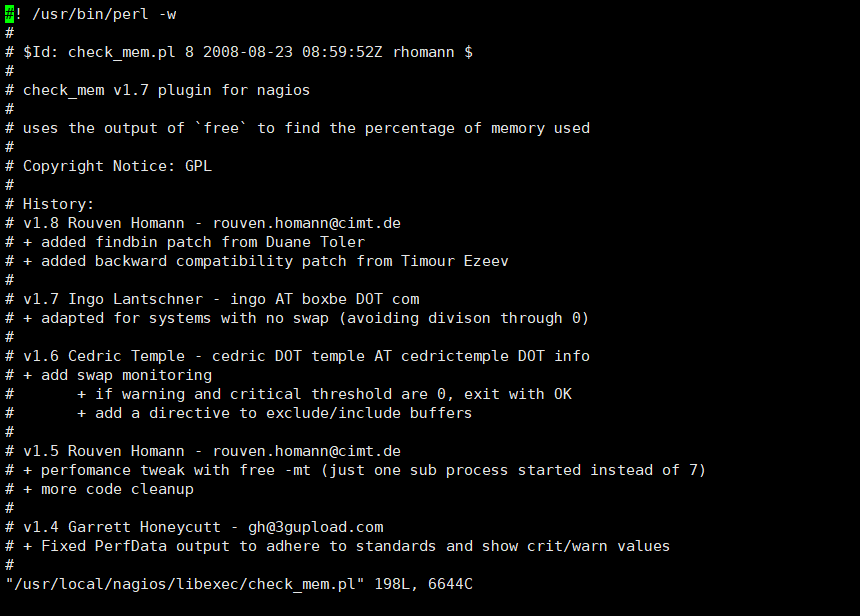 #! /usr/bin/perl -w
#
# $Id: check_mem.pl 8 2008-08-23 08:59:52Z rhomann $
#
# check_mem v1.7 plugin for nagios
#
# uses the output of `free` to find the percentage of memory used
#
# Copyright Notice: GPL
#
# History:
# v1.8 Rouven Homann - rouven.homann@cimt.de
# + added findbin patch from Duane Toler
# + added backward compatibility patch from Timour Ezeev
#
# v1.7 Ingo Lantschner - ingo AT boxbe DOT com
# + adapted for systems with no swap (avoiding divison through 0)
#
# v1.6 Cedric Temple - cedric DOT temple AT cedrictemple DOT info
# + add swap monitoring
#       + if warning and critical threshold are 0, exit with OK
#       + add a directive to exclude/include buffers
#
# v1.5 Rouven Homann - rouven.homann@cimt.de
# + perfomance tweak with free -mt (just one sub process started instead of 7)
# + more code cleanup
#
# v1.4 Garrett Honeycutt - gh@3gupload.com
# + Fixed PerfData output to adhere to standards and show crit/warn values
#
"/usr/local/nagios/libexec/check_mem.pl" 198L, 6644C